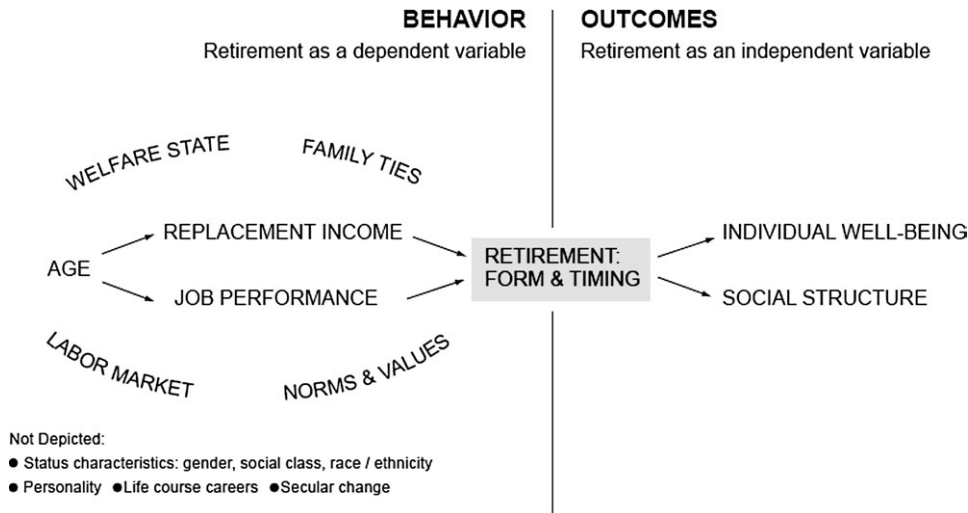 BEHAVIOR
Retirement as a dependent variable
OUTCOMES
Retirement as an independent variable
WELFARE STATE
FAMILY TIES
AGE
REPLACEMENT INCOME
JOB PERFORMANCE
LABOR MARKET
NORMS & VALUES
RETIREMENT:
FORM & TIMING
INDIVIDUAL WELL-BEING
SOCIAL STRUCTURE
Not Depicted:
● Status characteristics: gender, social class, race / ethnicity
● Personality ●Life course careers ●Secular change